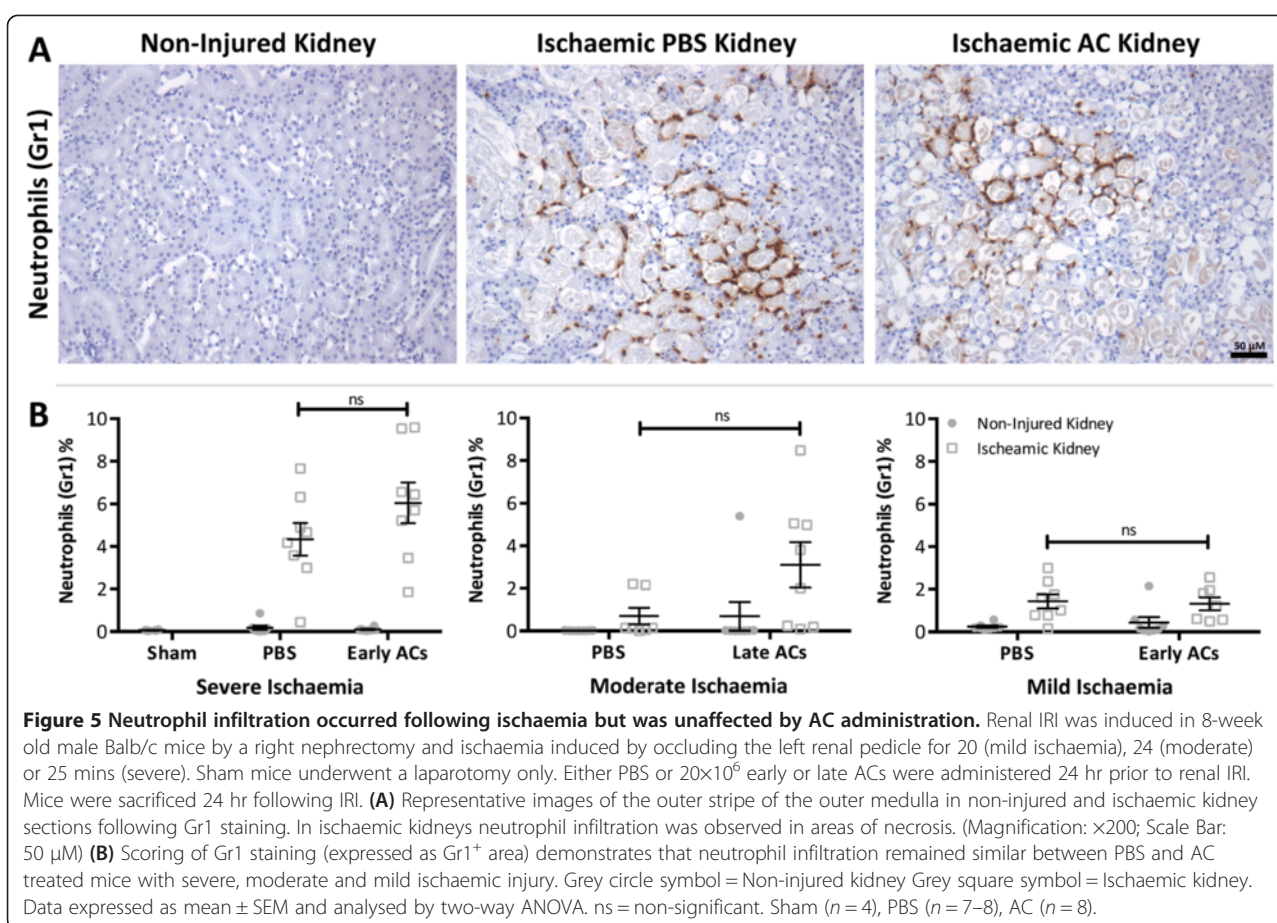 A
Non-Injured Kidney
Ischaemic PBS Kidney
Ischaemic AC Kidney
Neutrophils (Gr1)
50 µM
B
Neutrophils (Gr1) %
10
8
6
4
2
0
ns
Sham
PBS
Early ACs
Severe Ischaemia
Neutrophils (Gr1) %
10
8
6
4
2
0
ns
PBS
Late ACs
Moderate Ischaemia
Neutrophils (Gr1) %
10
8
6
4
2
0
Non-Injured Kidney
Ischeamic Kidney
ns
PBS
Early ACs
Mild Ischaemia
Figure 5 Neutrophil infiltration occurred following ischaemia but was unaffected by AC administration. Renal IRI was induced in 8-week
old male Balb/c mice by a right nephrectomy and ischaemia induced by occluding the left renal pedicle for 20 (mild ischaemia), 24 (moderate)
or 25 mins (severe). Sham mice underwent a laparotomy only. Either PBS or 20×10⁶ early or late ACs were administered 24 hr prior to renal IRI.
Mice were sacrificed 24 hr following IRI. (A) Representative images of the outer stripe of the outer medulla in non-injured and ischaemic kidney
sections following Gr1 staining. In ischaemic kidneys neutrophil infiltration was observed in areas of necrosis. (Magnification: ×200; Scale Bar:
50 µM) (B) Scoring of Gr1 staining (expressed as Gr1⁺ area) demonstrates that neutrophil infiltration remained similar between PBS and AC
treated mice with severe, moderate and mild ischaemic injury. Grey circle symbol = Non-injured kidney Grey square symbol = Ischaemic kidney.
Data expressed as mean ± SEM and analysed by two-way ANOVA. ns = non-significant. Sham (n = 4), PBS (n = 7–8), AC (n = 8).